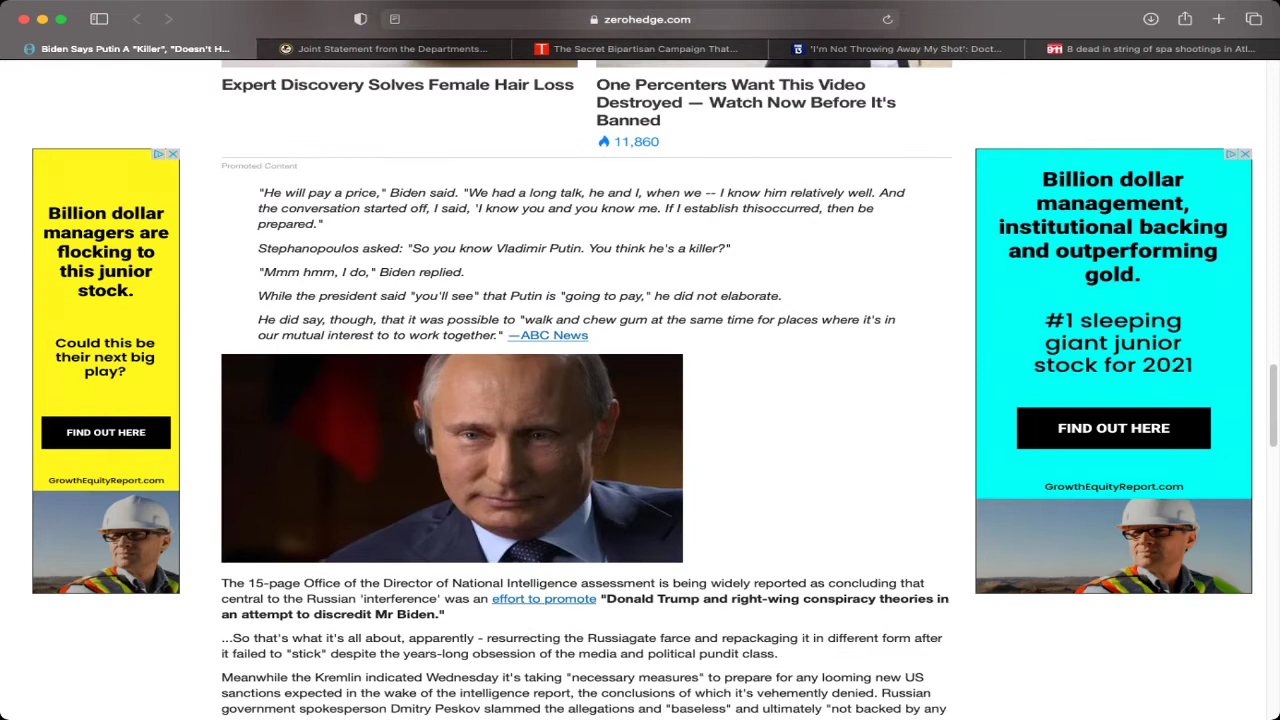 zerohedge.com
Biden Says Putin A "Killer", "Doesn't H...
Joint Statement from the Departments...
The Secret Bipartisan Campaign That...
'I'm Not Throwing Away My Shot': Doct...
8 dead in string of spa shootings in Atl...
Expert Discovery Solves Female Hair Loss
One Percenters Want This Video
Destroyed — Watch Now Before It's
Banned
11,860
Promoted Content
"He will pay a price," Biden said. "We had a long talk, he and I, when we -- I know him relatively well. And
the conversation started off, I said, 'I know you and you know me. If I establish thisoccurred, then be
prepared."
Stephanopoulos asked: "So you know Vladimir Putin. You think he's a killer?"
"Mmm hmm, I do," Biden replied.
While the president said "you'll see" that Putin is "going to pay," he did not elaborate.
He did say, though, that it was possible to "walk and chew gum at the same time for places where it's in
our mutual interest to to work together." —ABC News
The 15-page Office of the Director of National Intelligence assessment is being widely reported as concluding that
central to the Russian 'interference' was an effort to promote "Donald Trump and right-wing conspiracy theories in
an attempt to discredit Mr Biden."
...So that's what it's all about, apparently - resurrecting the Russiagate farce and repackaging it in different form after
it failed to "stick" despite the years-long obsession of the media and political pundit class.
Meanwhile the Kremlin indicated Wednesday it's taking "necessary measures" to prepare for any looming new US
sanctions expected in the wake of the intelligence report, the conclusions of which it's vehemently denied. Russian
government spokesperson Dmitry Peskov slammed the allegations and "baseless" and ultimately "not backed by any
Billion dollar
managers are
flocking to
this junior
stock.
Could this be
their next big
play?
FIND OUT HERE
GrowthEquityReport.com
Billion dollar
management,
institutional backing
and outperforming
gold.
#1 sleeping
giant junior
stock for 2021
FIND OUT HERE
GrowthEquityReport.com